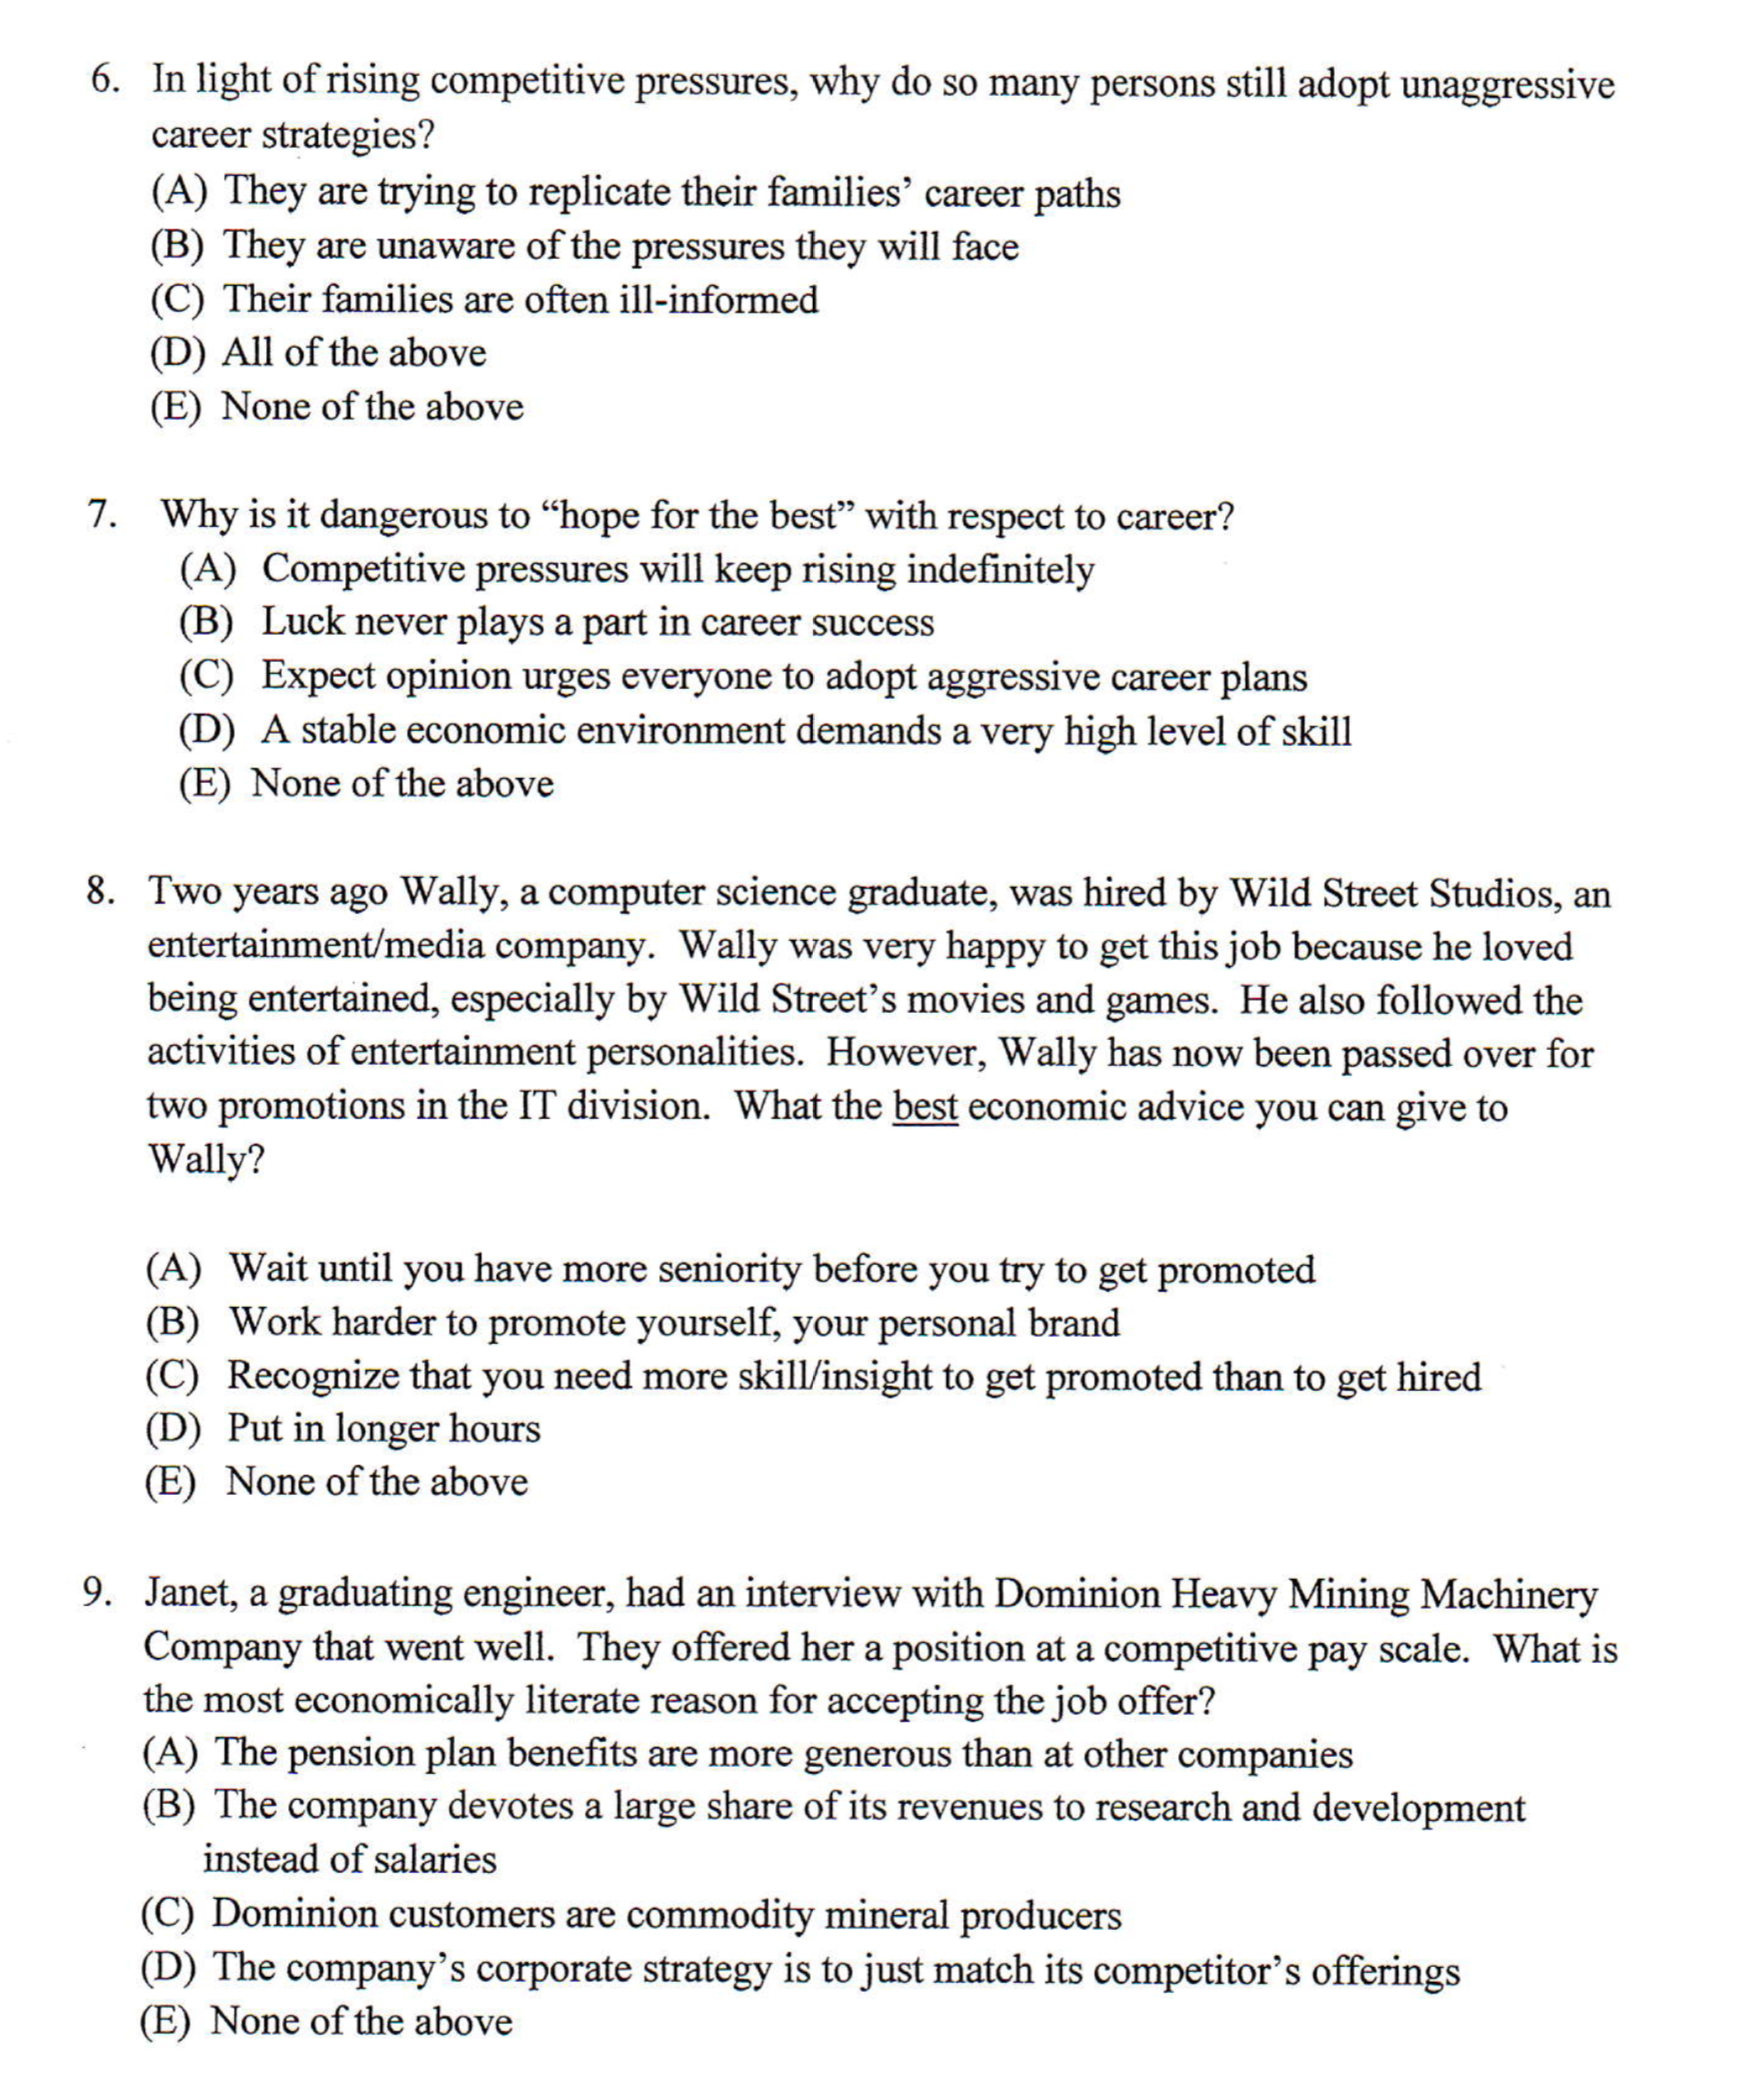 6. In light of rising competitive pressures, why do so many persons still adopt unaggressive
career strategies?
(A) They are trying to replicate their families’ career paths
(B) They are unaware of the pressures they will face
(C) Their families are often ill-informed
(D) All of the above
(E) None of the above
7. Why is it dangerous to “hope for the best” with respect to career?
(A) Competitive pressures will keep rising indefinitely
(B) Luck never plays a part in career success
(C) Expect opinion urges everyone to adopt aggressive career plans
(D) A stable economic environment demands a very high level of skill
(E) None of the above
8. Two years ago Wally, a computer science graduate, was hired by Wild Street Studios, an
entertainment/media company. Wally was very happy to get this job because he loved
being entertained, especially by Wild Street’s movies and games. He also followed the
activities of entertainment personalities. However, Wally has now been passed over for
two promotions in the IT division. What the best economic advice you can give to
Wally?
(A) Wait until you have more seniority before you try to get promoted
(B) Work harder to promote yourself, your personal brand
(C) Recognize that you need more skill/insight to get promoted than to get hired
(D) Put in longer hours
(E) None of the above
9. Janet, a graduating engineer, had an interview with Dominion Heavy Mining Machinery
Company that went well. They offered her a position at a competitive pay scale. What is
the most economically literate reason for accepting the job offer?
(A) The pension plan benefits are more generous than at other companies
(B) The company devotes a large share of its revenues to research and development
instead of salaries
(C) Dominion customers are commodity mineral producers
(D) The company’s corporate strategy is to just match its competitor’s offerings
(E) None of the above